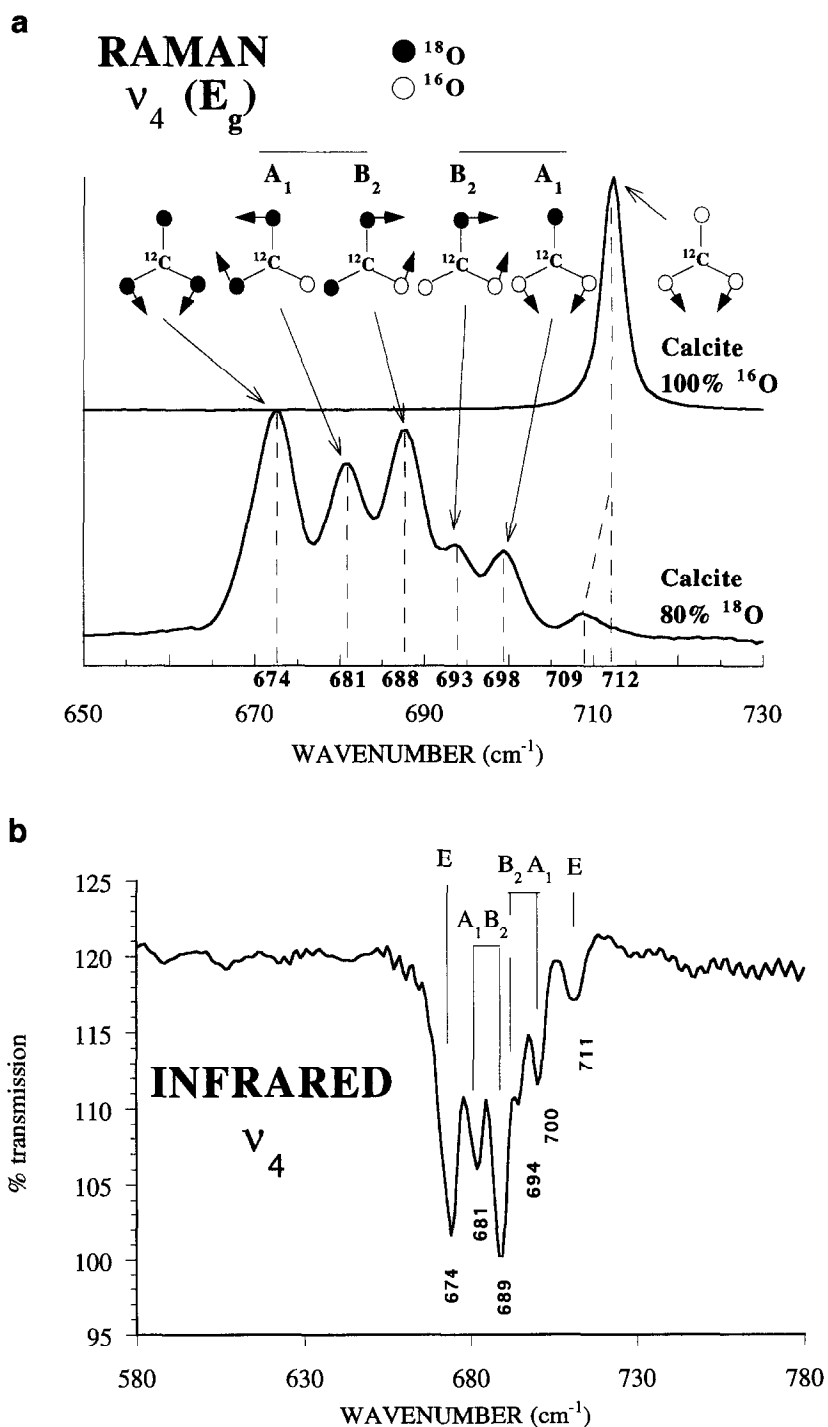 a
RAMAN
ν₄ (E_g)
¹⁸O
¹⁶O
A₁ B₂ B₂ A₁
¹²C ¹²C ¹²C ¹²C ¹²C ¹²C
Calcite
100% ¹⁶O
Calcite
80% ¹⁸O
674 681 688 693 698 709 712
650 670 690 710 730
WAVENUMBER (cm⁻¹)
b
E B₂ A₁ E
A₁ B₂
125
120
115
110
105
100
95
% transmission
INFRARED
ν₄
674
681
689
694
700
711
580 630 680 730 780
WAVENUMBER (cm⁻¹)